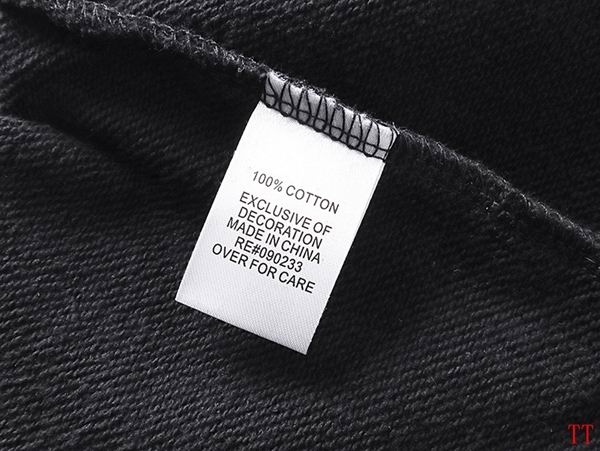 100% COTTON
EXCLUSIVE OF
DECORATION
MADE IN CHINA
RE#090233
OVER FOR CARE
TT